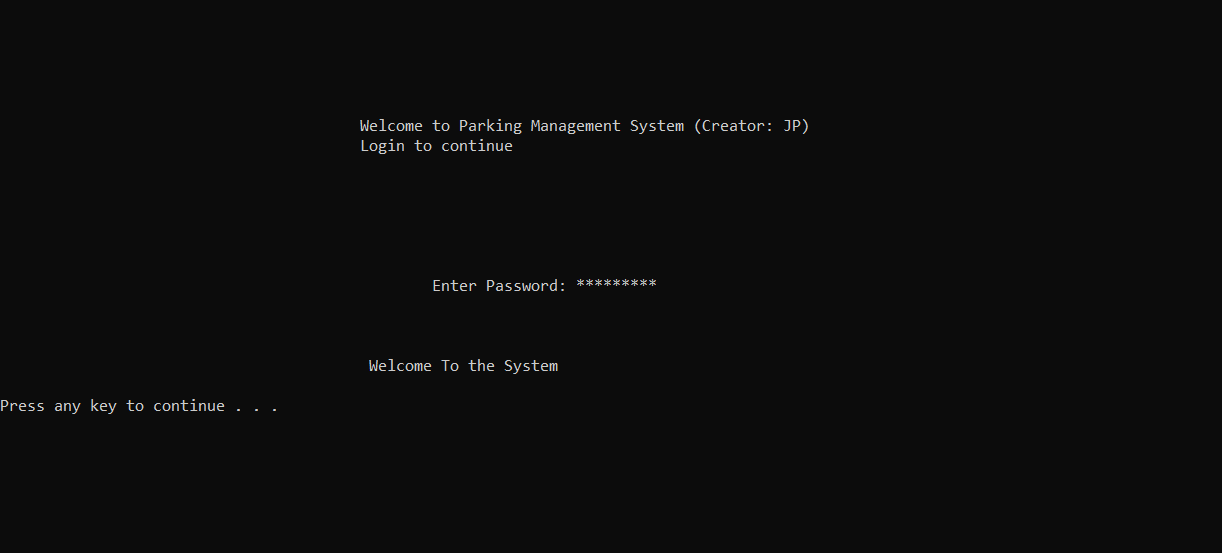 Welcome to Parking Management System (Creator: JP)
Login to continue
Enter Password: *********
Welcome To the System
Press any key to continue . . .